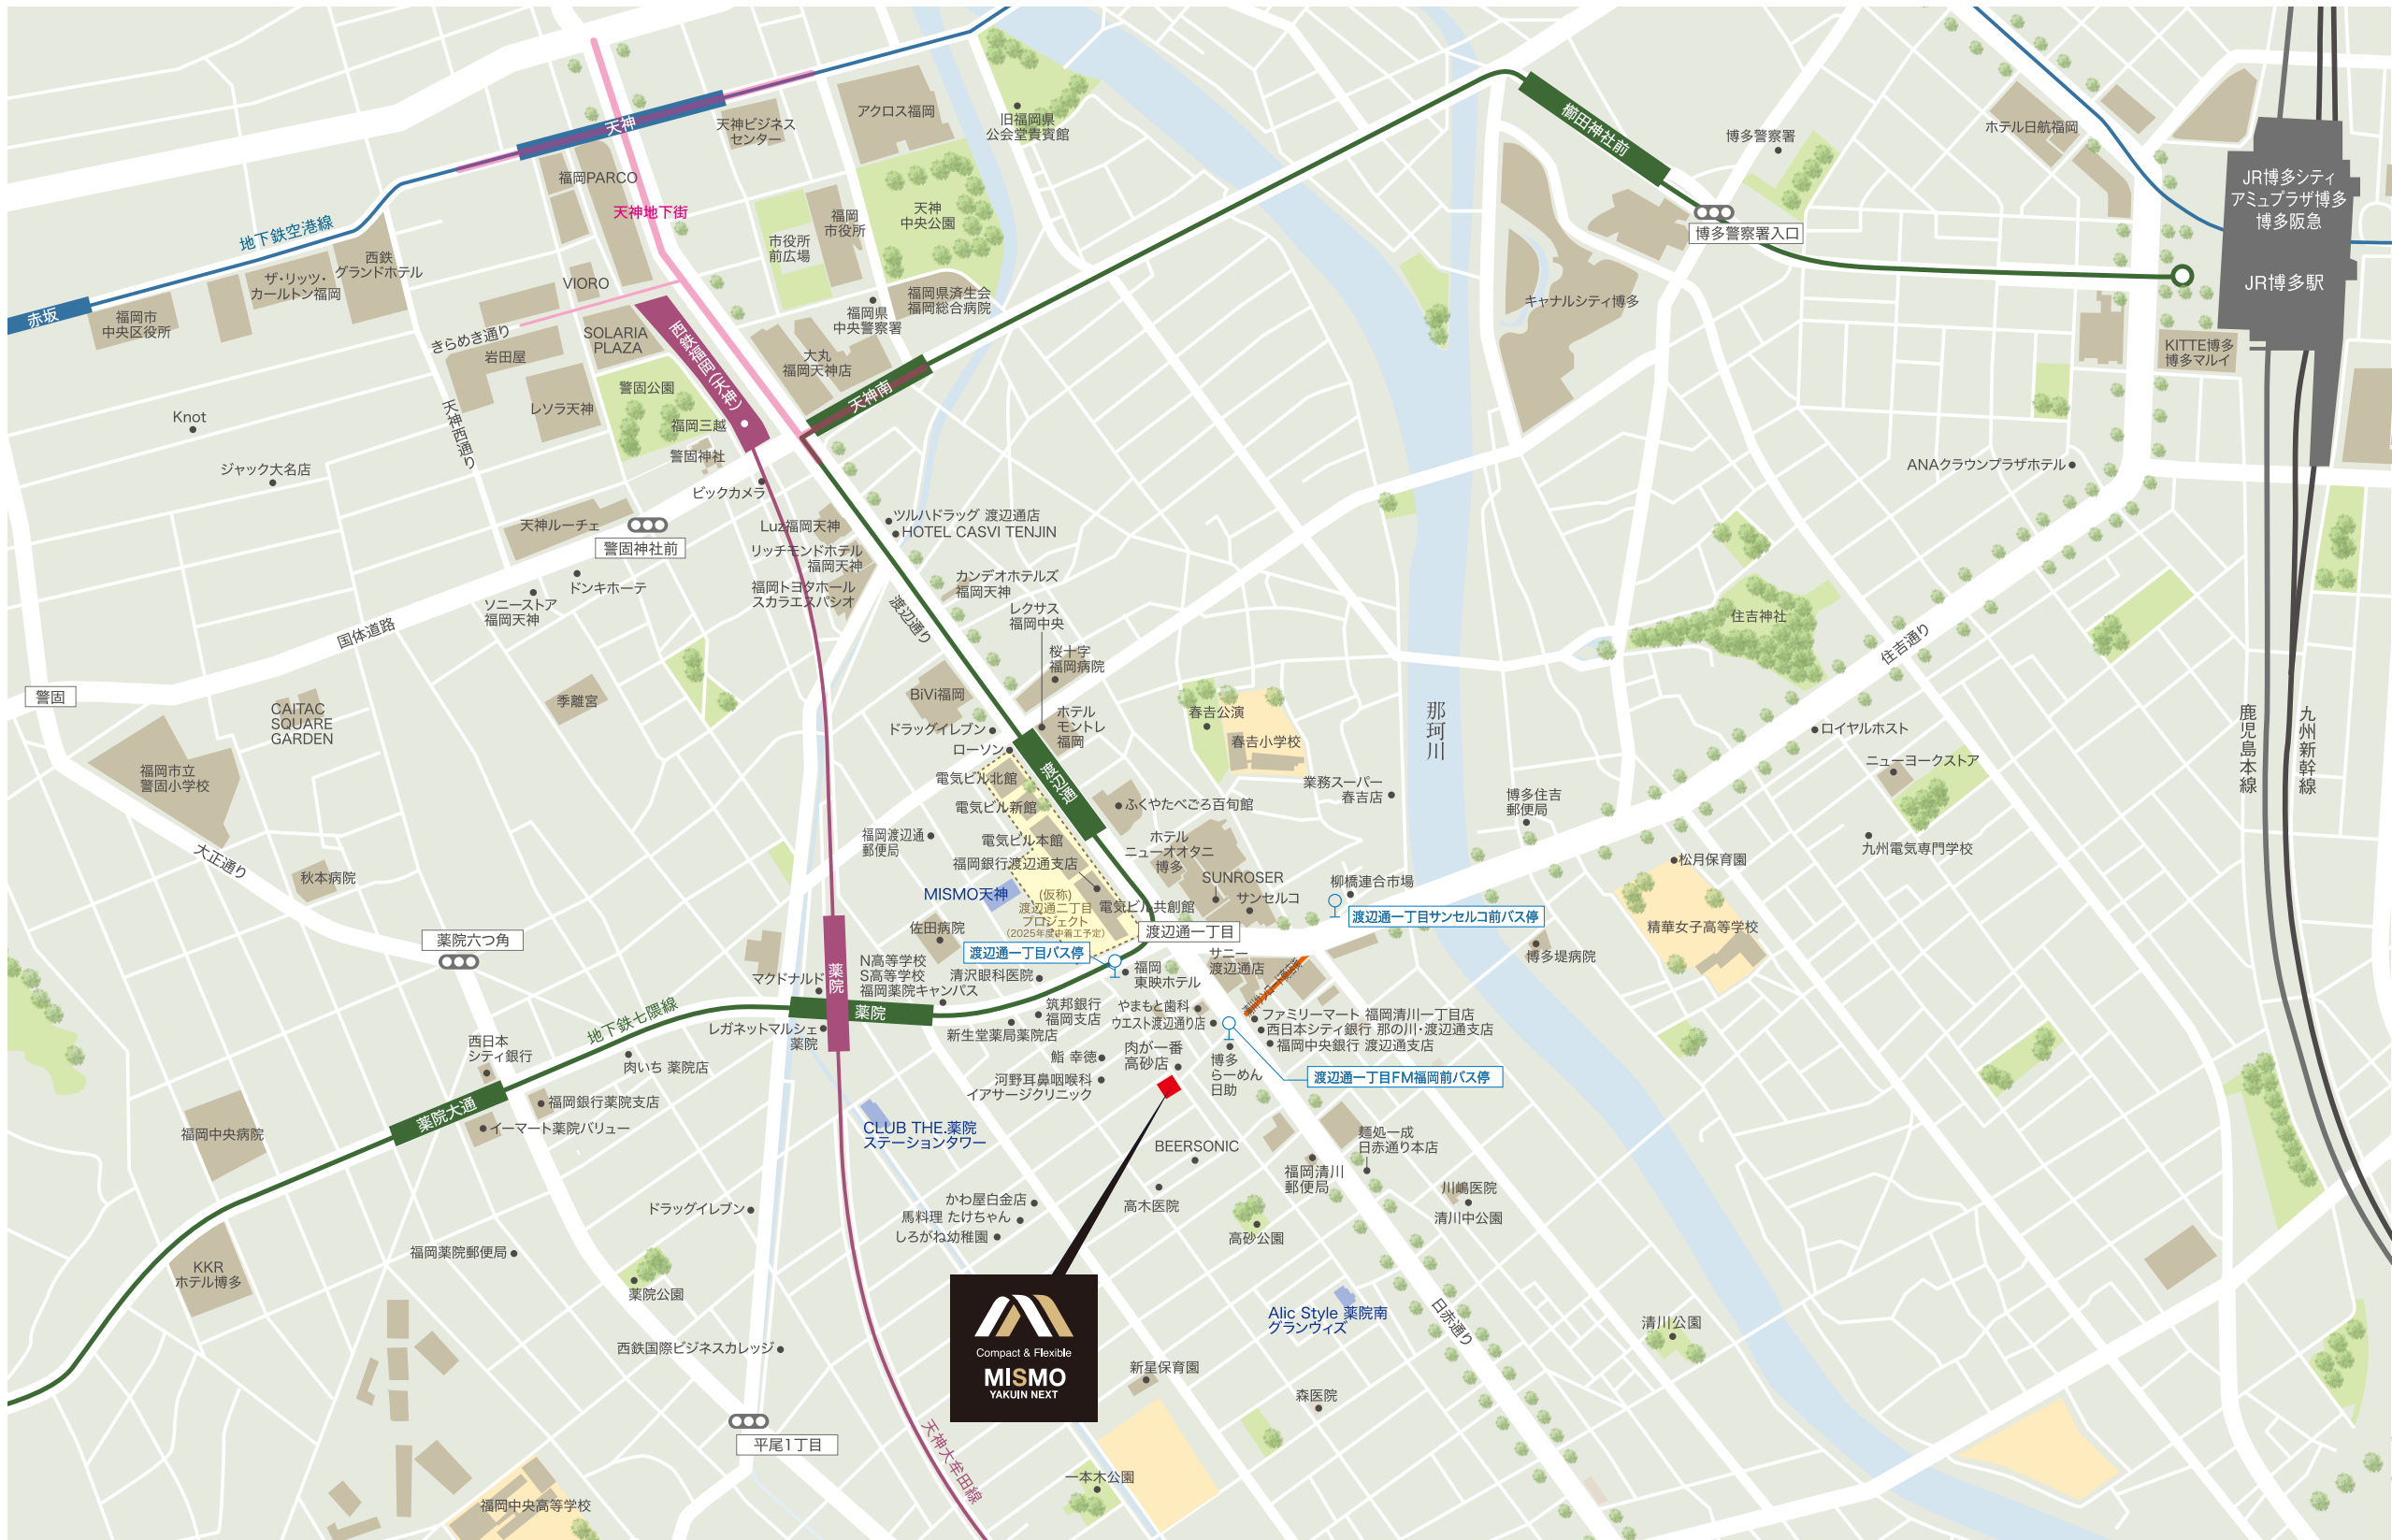 天神
天神ビジネス
センター
アクロス福岡
旧福岡県
公会堂貴賓館
櫛田神社前
博多警察署
ホテル日航福岡
JR博多シティ
アミュプラザ博多
博多阪急
JR博多駅
福岡PARCO
天神地下街
地下鉄空港線
西鉄
グランドホテル
ザ・リッツ・
カールトン福岡
VIORO
市役所
前広場
福岡
市役所
天神
中央公園
博多警察署入口
キャナルシティ博多
赤坂
福岡市
中央区役所
きらめき通り
岩田屋
SOLARIA
PLAZA
西鉄福岡(天神)
大丸
福岡天神店
福岡県
中央警察署
福岡県済生会
福岡総合病院
天神南
KITTE博多
博多マルイ
Knot
天神西通り
レソラ天神
警固公園
福岡三越
警固神社
ビックカメラ
ジャック大名店
ANAクラウンプラザホテル
天神ルーチェ
警固神社前
Luz福岡天神
ツルハドラッグ 渡辺通店
HOTEL CASVI TENJIN
リッチモンドホテル
福岡天神
福岡トヨタホール
スカラエスパシオ
カンデオホテルズ
福岡天神
レクサス
福岡中央
ドンキホーテ
ソニーストア
福岡天神
国体道路
渡辺通り
桜十字
福岡病院
住吉神社
住吉通り
警固
CAITAC
SQUARE
GARDEN
季離宮
BiVi福岡
ドラッグイレブン
ローソン
ホテル
モントレ
福岡
春吉公演
春吉小学校
那珂川
ロイヤルホスト
ニューヨークストア
鹿児島本線
九州新幹線
福岡市立
警固小学校
電気ビル北館
渡辺通
電気ビル新館
ふくやたべごろ百旬館
業務スーパー
春吉店
博多住吉
郵便局
福岡渡辺通
郵便局
電気ビル本館
福岡銀行渡辺通支店
ホテル
ニューオオタニ
博多
九州電気専門学校
松月保育園
大正通り
秋本病院
MISMO天神
(仮称)
渡辺通二丁目
プロジェクト
(2025年度中着工予定)
電気ビル共創館
SUNROSER
サンセルコ
柳橋連合市場
渡辺通一丁目サンセルコ前バス停
精華女子高等学校
薬院六つ角
佐田病院
渡辺通一丁目バス停
渡辺通一丁目
サニー
渡辺通店
博多堤病院
マクドナルド
薬院
N高等学校
S高等学校
福岡薬院キャンパス
清沢眼科医院
福岡
東映ホテル
薬院
レガネットマルシェ
薬院
新生堂薬局薬院店
筑邦銀行
福岡支店
やまもと歯科
ウエスト渡辺通り店
ファミリーマート 福岡清川一丁目店
西日本シティ銀行 那の川・渡辺通支店
福岡中央銀行 渡辺通支店
地下鉄七隈線
西日本
シティ銀行
肉いち 薬院店
鮨 幸徳
肉が一番
高砂店
博多
らーめん
日助
渡辺通一丁目FM福岡前バス停
河野耳鼻咽喉科
イアサージクリニック
薬院大通
福岡銀行薬院支店
イーマート薬院バリュー
福岡中央病院
CLUB THE.薬院
ステーションタワー
BEERSONIC
麺処一成
日赤通り本店
福岡清川
郵便局
川嶋医院
清川中公園
高木医院
高砂公園
ドラッグイレブン
かわ屋白金店
馬料理 たけちゃん
しろがね幼稚園
福岡薬院郵便局
KKR
ホテル博多
薬院公園
Compact & Flexible
MISMO
YAKUIN NEXT
Alic Style 薬院南
グランヴィズ
日赤通り
清川公園
西鉄国際ビジネスカレッジ
新星保育園
森医院
平尾1丁目
天神大牟田線
一本木公園
福岡中央高等学校